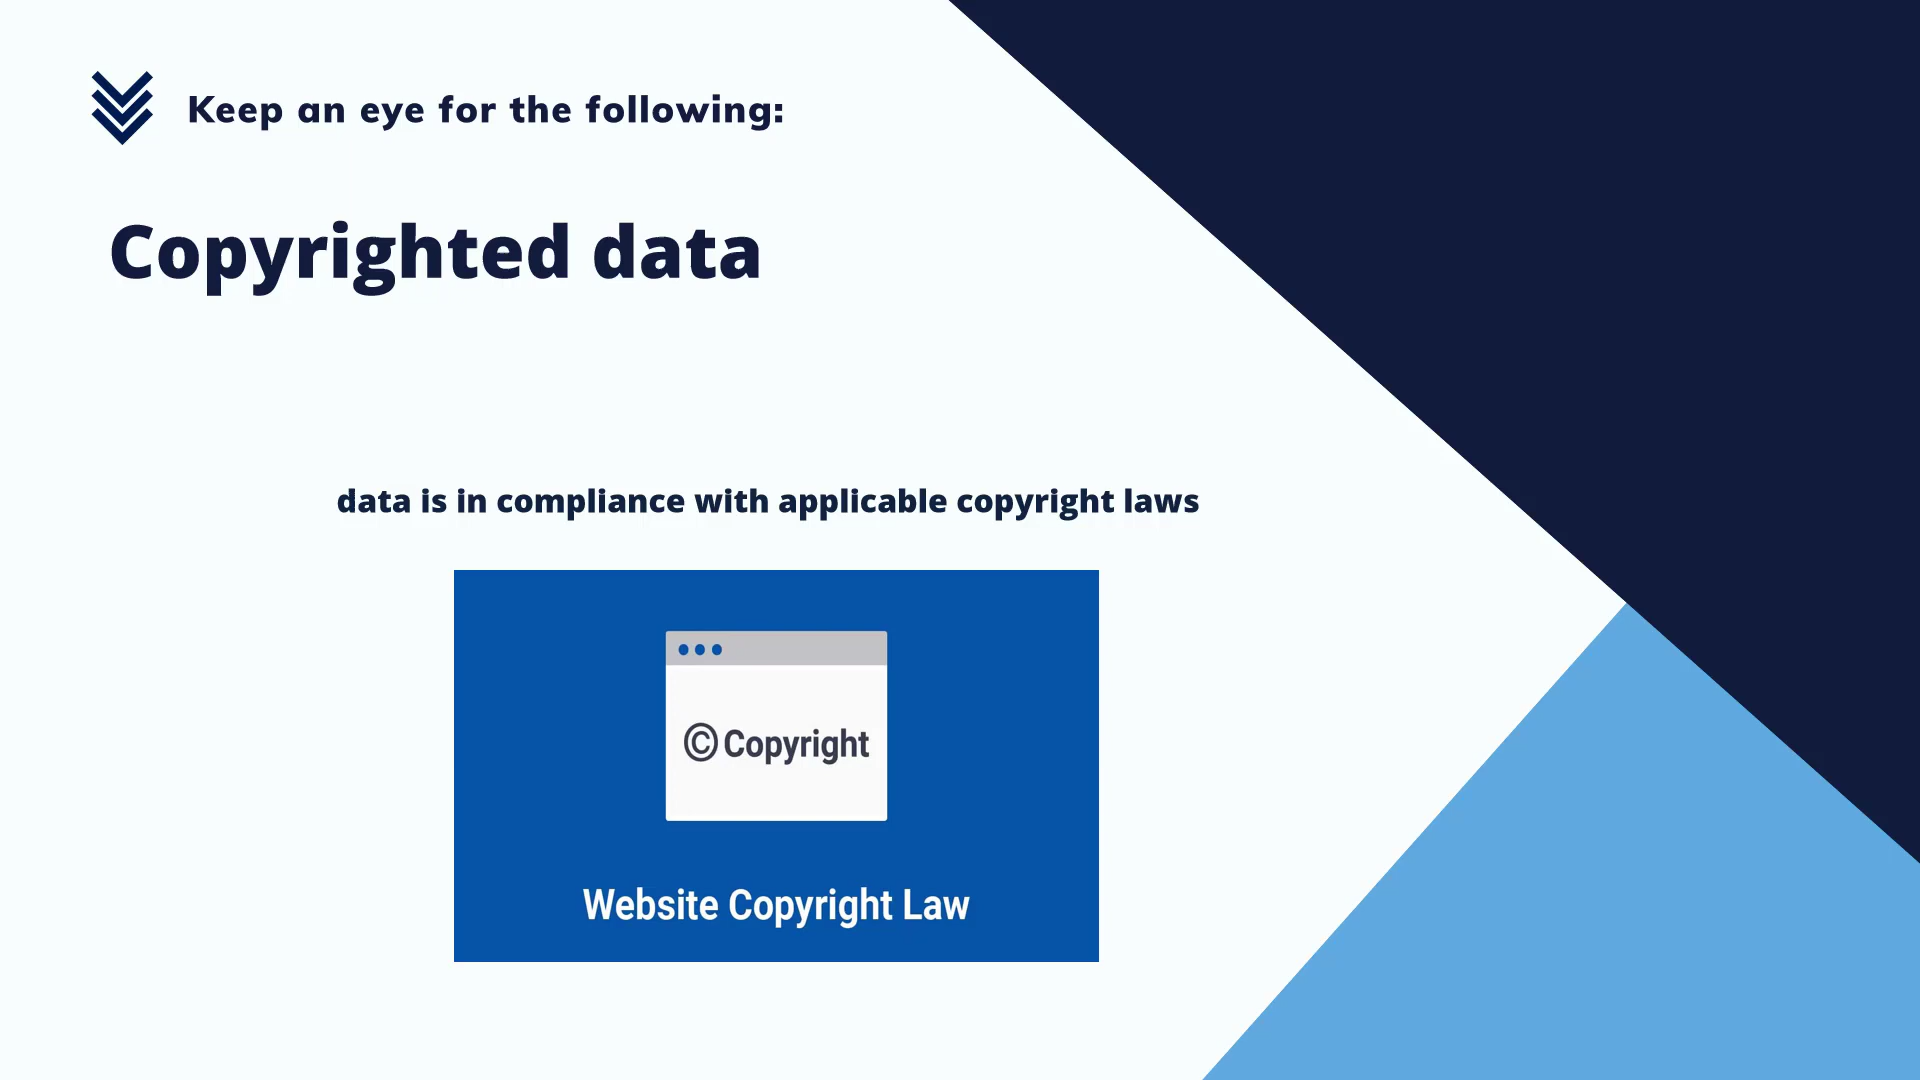 Keep an eye for the following:
Copyrighted data
data is in compliance with applicable copyright laws
© Copyright
Website Copyright Law